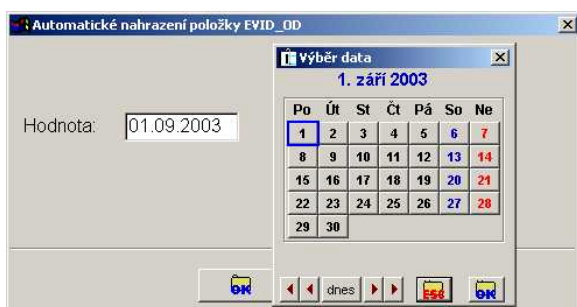 Automatické nahrazení položky EVID_OD
Výběr data
1. září 2003
Po Út St Čt Pá So Ne
1 2 3 4 5 6 7
8 9 10 11 12 13 14
15 16 17 18 19 20 21
22 23 24 25 26 27 28
29 30
Hodnota: 01.09.2003
OK
dnes ESC OK